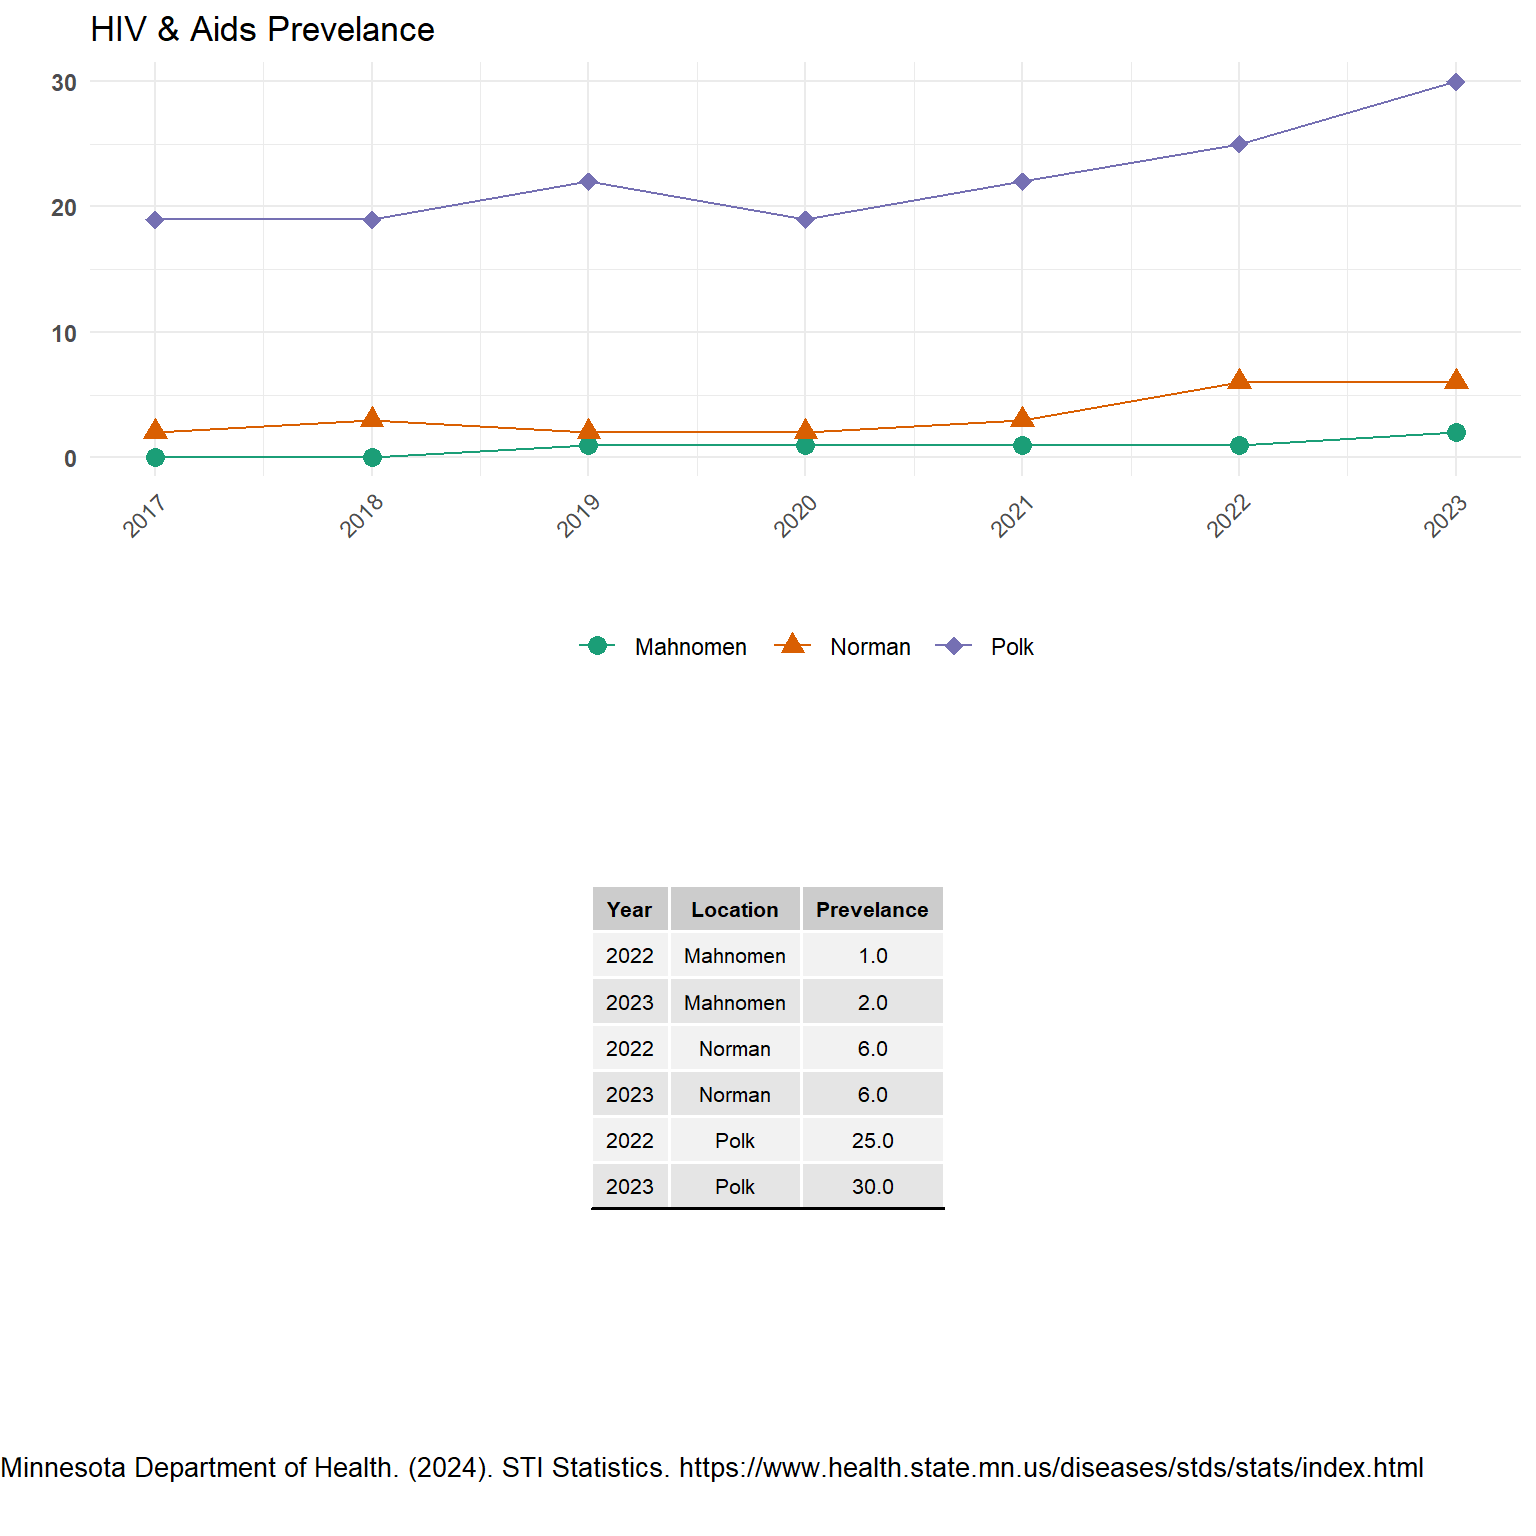 HIV & Aids Prevelance
30
20
10
0
2017 2018 2019 2020 2021 2022 2023
Mahnomen Norman Polk
Year Location Prevelance
2022 Mahnomen 1.0
2023 Mahnomen 2.0
2022 Norman 6.0
2023 Norman 6.0
2022 Polk 25.0
2023 Polk 30.0
Minnesota Department of Health. (2024). STI Statistics. https://www.health.state.mn.us/diseases/stds/stats/index.html